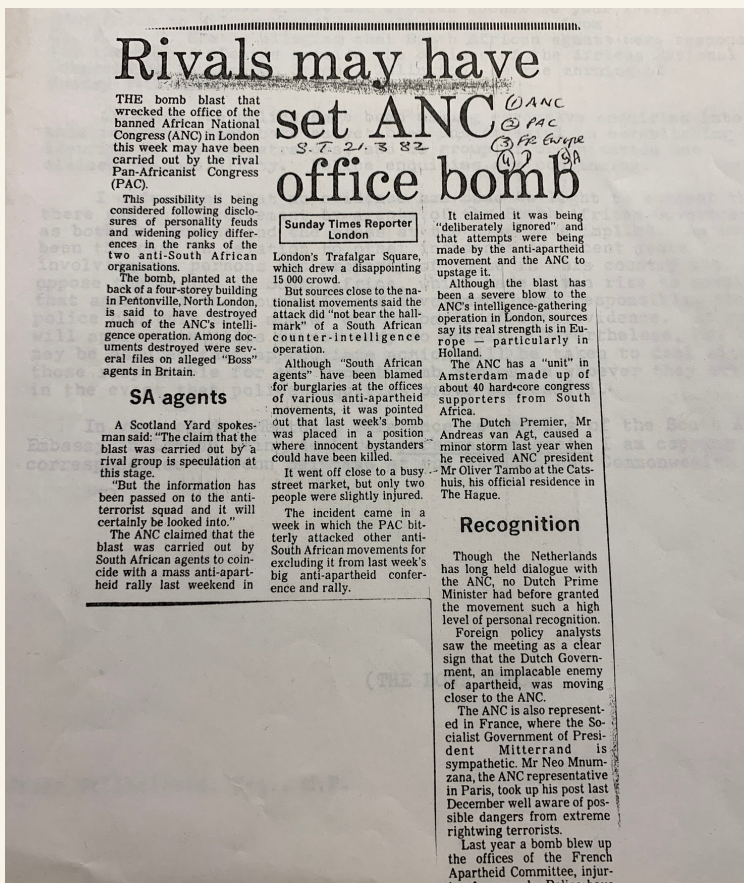 Rivals may have
set ANC
office bomb
S.T. 21.3 82
① ANC
② PAC
③ FR Europe
④ SA
THE bomb blast that
wrecked the office of the
banned African National
Congress (ANC) in London
this week may have been
carried out by the rival
Pan-Africanist Congress
(PAC).
This possibility is being
considered following disclo-
sures of personality feuds
and widening policy differ-
ences in the ranks of the
two anti-South African
organisations.
The bomb, planted at the
back of a four-storey building
in Pentonville, North London,
is said to have destroyed
much of the ANC's intelli-
gence operation. Among doc-
uments destroyed were sev-
eral files on alleged "Boss"
agents in Britain.
SA agents
A Scotland Yard spokes-
man said: "The claim that the
blast was carried out by a
rival group is speculation at
this stage.
"But the information has
been passed on to the anti-
terrorist squad and it will
certainly be looked into."
The ANC claimed that the
blast was carried out by
South African agents to coin-
cide with a mass anti-apart-
heid rally last weekend in
Sunday Times Reporter
London
London's Trafalgar Square,
which drew a disappointing
15 000 crowd.
But sources close to the na-
tionalist movements said the
attack did "not bear the hall-
mark" of a South African
counter-intelligence
operation.
Although "South African
agents" have been blamed
for burglaries at the offices
of various anti-apartheid
movements, it was pointed
out that last week's bomb
was placed in a position
where innocent bystanders
could have been killed.
It went off close to a busy
street market, but only two
people were slightly injured.
The incident came in a
week in which the PAC bit-
terly attacked other anti-
South African movements for
excluding it from last week's
big anti-apartheid confer-
ence and rally.
It claimed it was being
"deliberately ignored" and
that attempts were being
made by the anti-apartheid
movement and the ANC to
upstage it.
Although the blast has
been a severe blow to the
ANC's intelligence-gathering
operation in London, sources
say its real strength is in Eu-
rope — particularly in
Holland.
The ANC has a "unit" in
Amsterdam made up of
about 40 hard-core congress
supporters from South
Africa.
The Dutch Premier, Mr
Andreas van Agt, caused a
minor storm last year when
he received ANC president
Mr Oliver Tambo at the Cats-
huis, his official residence in
The Hague.
Recognition
Though the Netherlands
has long held dialogue with
the ANC, no Dutch Prime
Minister had before granted
the movement such a high
level of personal recognition.
Foreign policy analysts
saw the meeting as a clear
sign that the Dutch Govern-
ment, an implacable enemy
of apartheid, was moving
closer to the ANC.
The ANC is also represent-
ed in France, where the So-
cialist Government of Presi-
dent Mitterrand is
sympathetic. Mr Neo Mnum-
zana, the ANC representative
in Paris, took up his post last
December well aware of pos-
sible dangers from extreme
rightwing terrorists.
Last year a bomb blew up
the offices of the French
Apartheid Committee, injur-